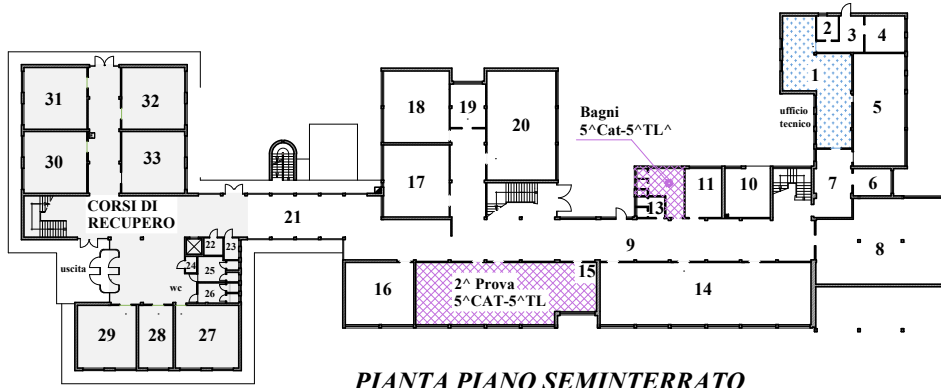 2
3
4
1
5
ufficio
tecnico
31
32
18
19
20
Bagni
5^Cat-5^TL^
30
33
17
11
10
7
6
13
CORSI DI
RECUPERO
21
9
8
22
23
24
25
26
uscita
wc
16
2^ Prova
5^CAT-5^TL
15
14
29
28
27
PIANTA PIANO SEMINTERRATO